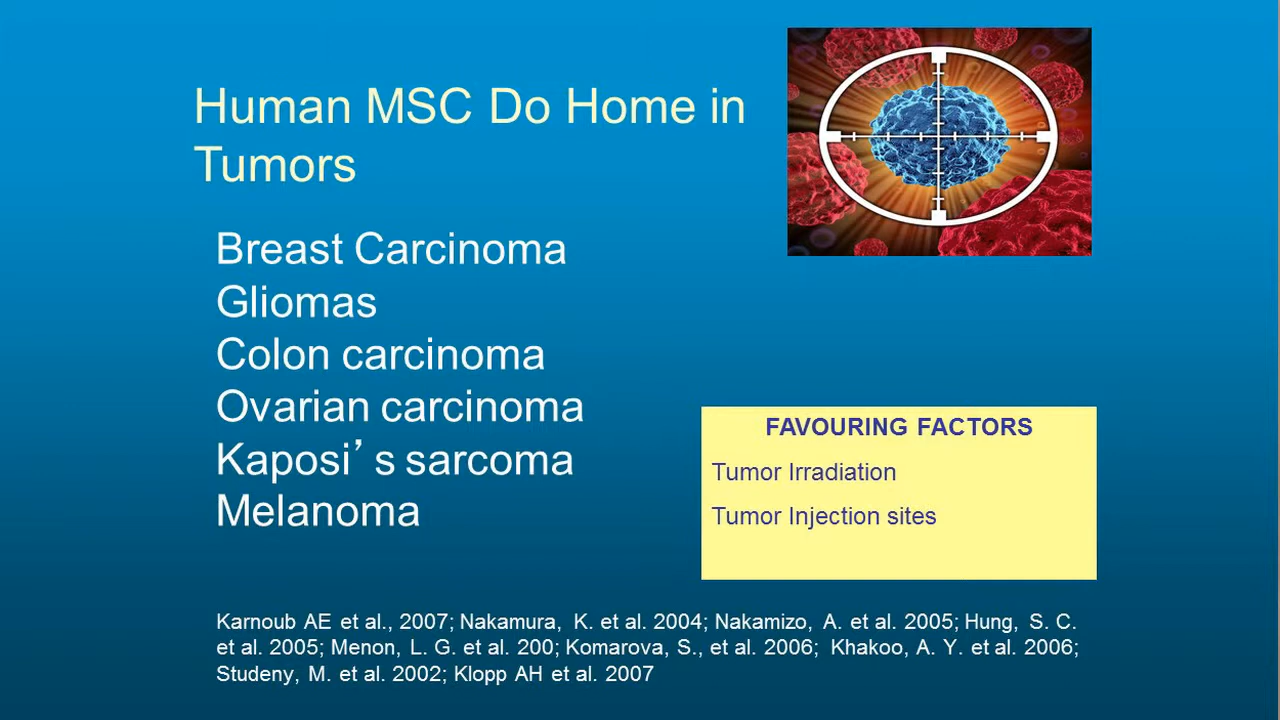 Human MSC Do Home in
Tumors
Breast Carcinoma
Gliomas
Colon carcinoma
Ovarian carcinoma
Kaposi’s sarcoma
Melanoma
FAVOURING FACTORS
Tumor Irradiation
Tumor Injection sites
Karnoub AE et al., 2007; Nakamura, K. et al. 2004; Nakamizo, A. et al. 2005; Hung, S. C.
et al. 2005; Menon, L. G. et al. 200; Komarova, S., et al. 2006; Khakoo, A. Y. et al. 2006;
Studeny, M. et al. 2002; Klopp AH et al. 2007